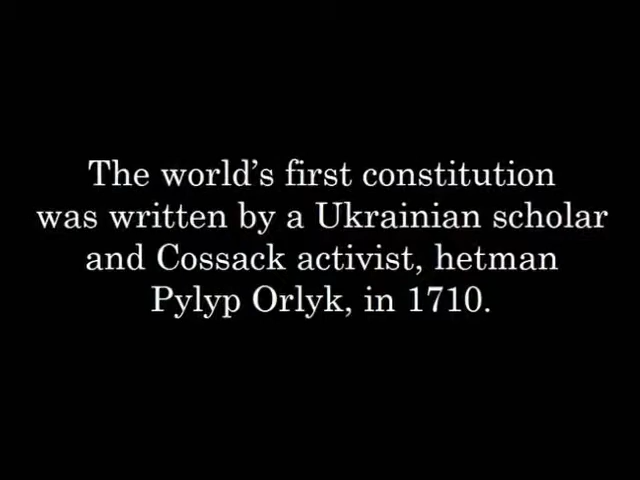 The world’s first constitution
was written by a Ukrainian scholar
and Cossack activist, hetman
Pylyp Orlyk, in 1710.